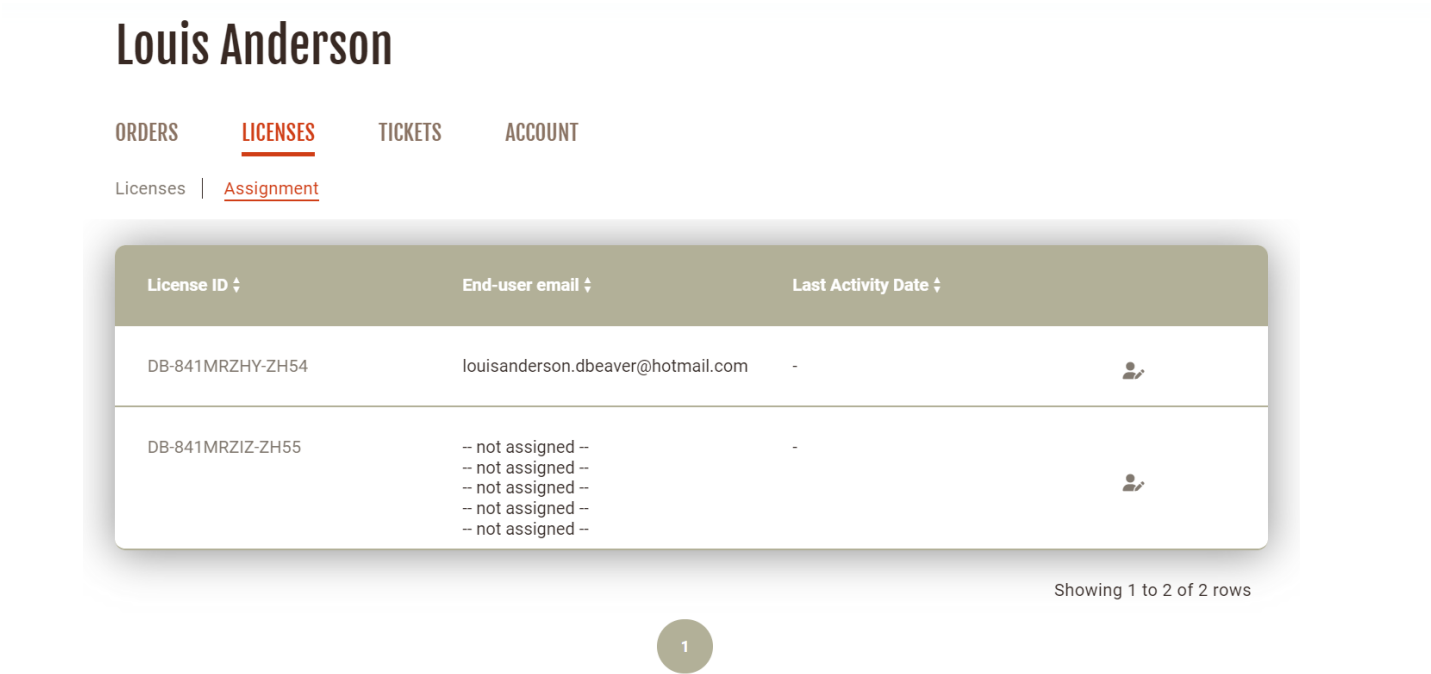 Louis Anderson
ORDERS LICENSES TICKETS ACCOUNT
Licenses | Assignment
License ID End-user email Last Activity Date
DB-841MRZHY-ZH54 louisanderson.dbeaver@hotmail.com -
DB-841MRZIZ-ZH55 -- not assigned -- -
-- not assigned --
-- not assigned --
-- not assigned --
-- not assigned --
Showing 1 to 2 of 2 rows
1